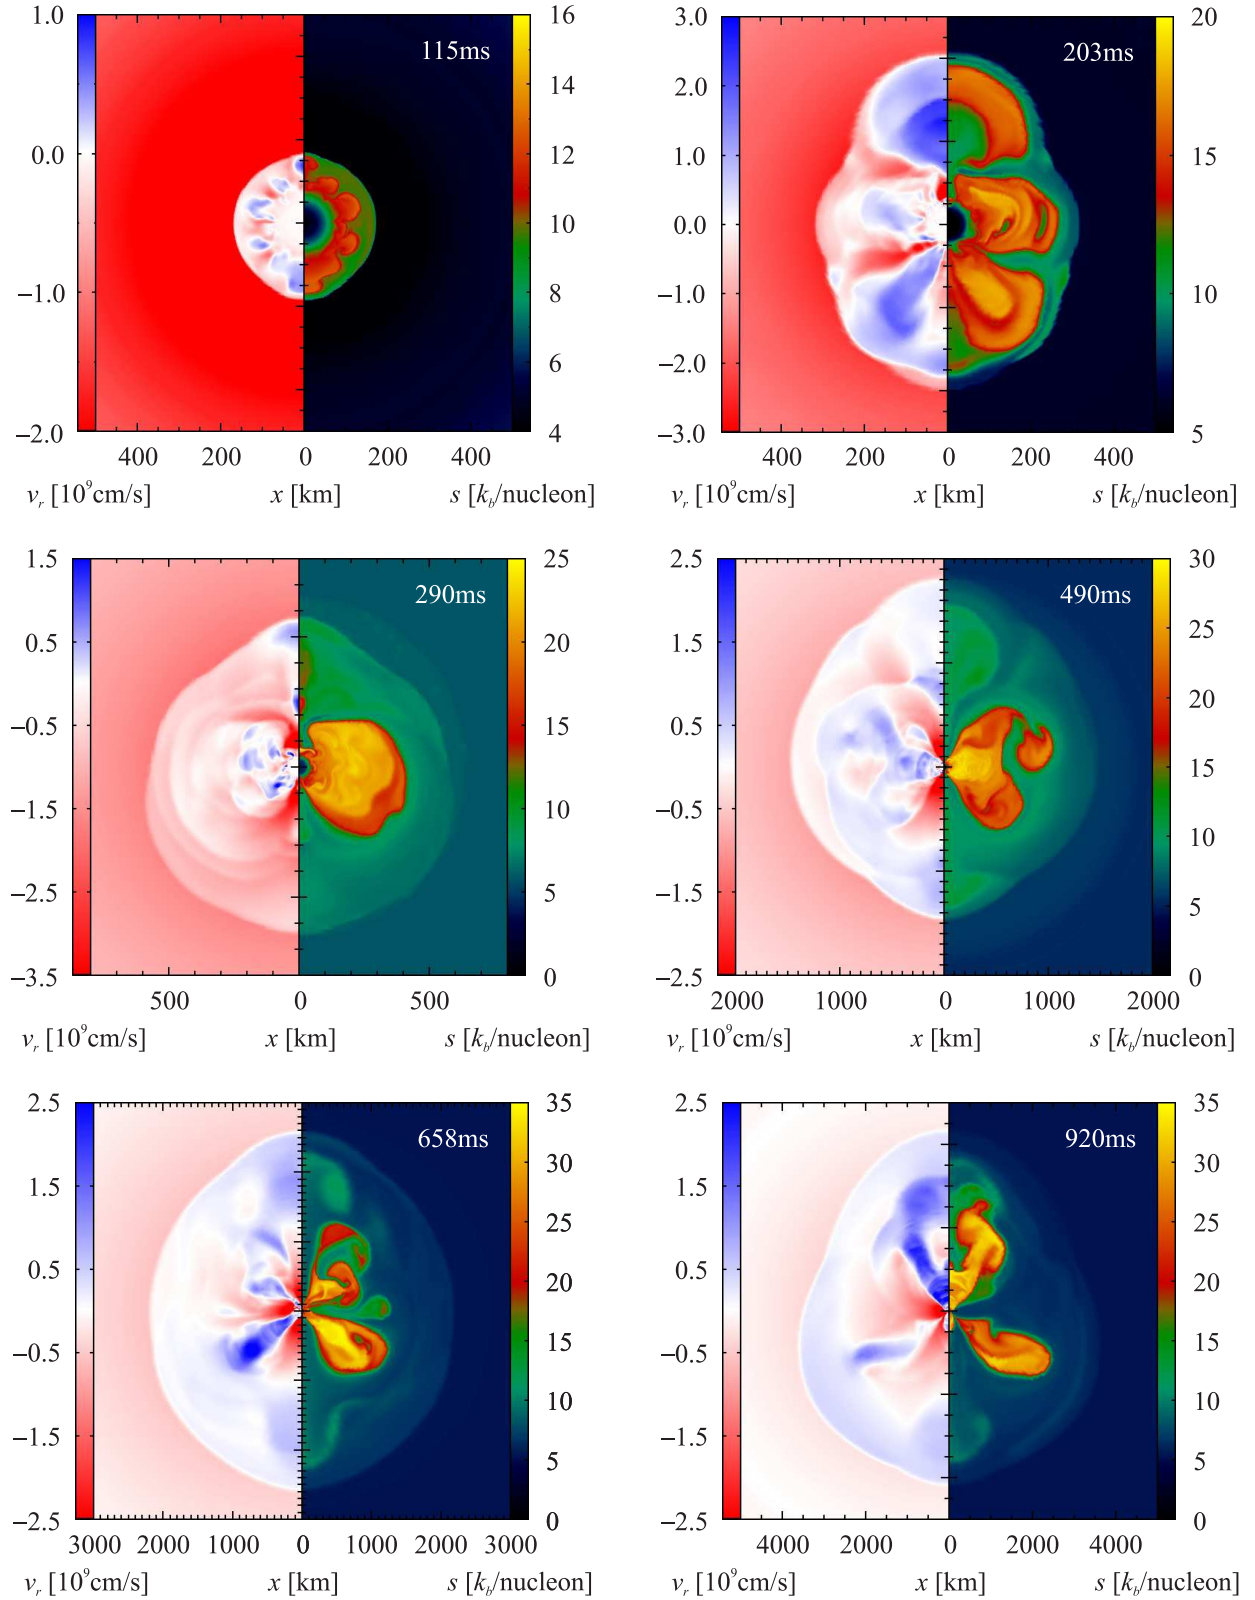 1.0 16 3.0 20
115ms 203ms
14 2.0
0.0 12 1.0 15
10 0.0
−1.0 8 −1.0 10
6 −2.0
−2.0 4 −3.0 5
400 200 0 200 400 400 200 0 200 400
v_r [10^9cm/s] x [km] s [k_b/nucleon] v_r [10^9cm/s] x [km] s [k_b/nucleon]
1.5 25 2.5 30
290ms 490ms
0.5 20 1.5 25
−0.5 15 0.5 20
15
−1.5 10 −0.5 10
−2.5 5 −1.5 5
−3.5 0 −2.5 0
500 0 500 2000 1000 0 1000 2000
v_r [10^9cm/s] x [km] s [k_b/nucleon] v_r [10^9cm/s] x [km] s [k_b/nucleon]
2.5 35 2.5 35
658ms 920ms
30 30
1.5 25 1.5 25
0.5 20 0.5 20
15 15
−0.5 10 −0.5 10
−1.5 5 −1.5 5
−2.5 0 −2.5 0
3000 2000 1000 0 1000 2000 3000 4000 2000 0 2000 4000
v_r [10^9cm/s] x [km] s [k_b/nucleon] v_r [10^9cm/s] x [km] s [k_b/nucleon]